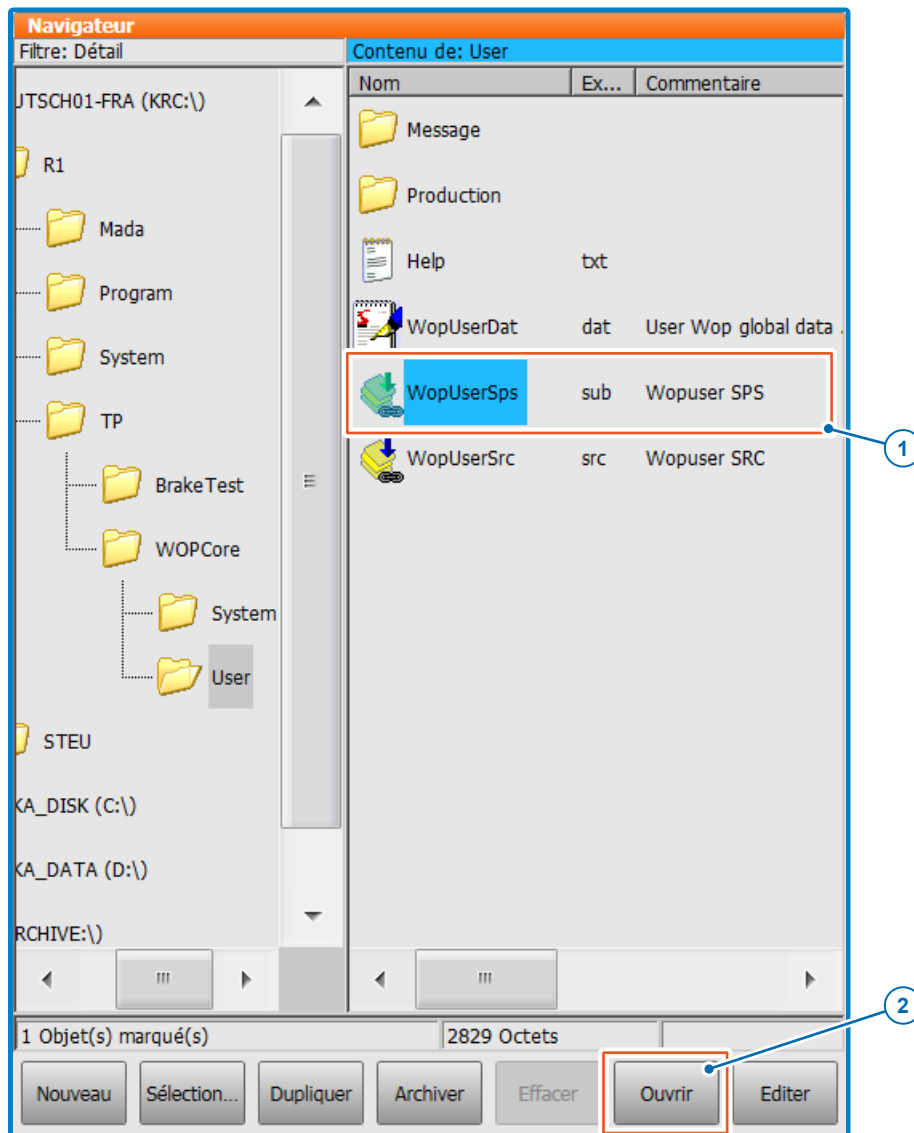 Navigateur
Filtre: Détail
Contenu de: User
Nom Ex... Commentaire
JTSCH01-FRA (KRC:\)
R1
Mada
Program
System
TP
BrakeTest
WOPCore
System
User
STEU
KA_DISK (C:\)
KA_DATA (D:\)
RCHIVE:\)
Message
Production
Help txt
WopUserDat dat User Wop global data .
WopUserSps sub Wopuser SPS
WopUserSrc src Wopuser SRC
1
2
1 Objet(s) marqué(s) 2829 Octets
Nouveau Sélection... Dupliquer Archiver Effacer Ouvrir Editer